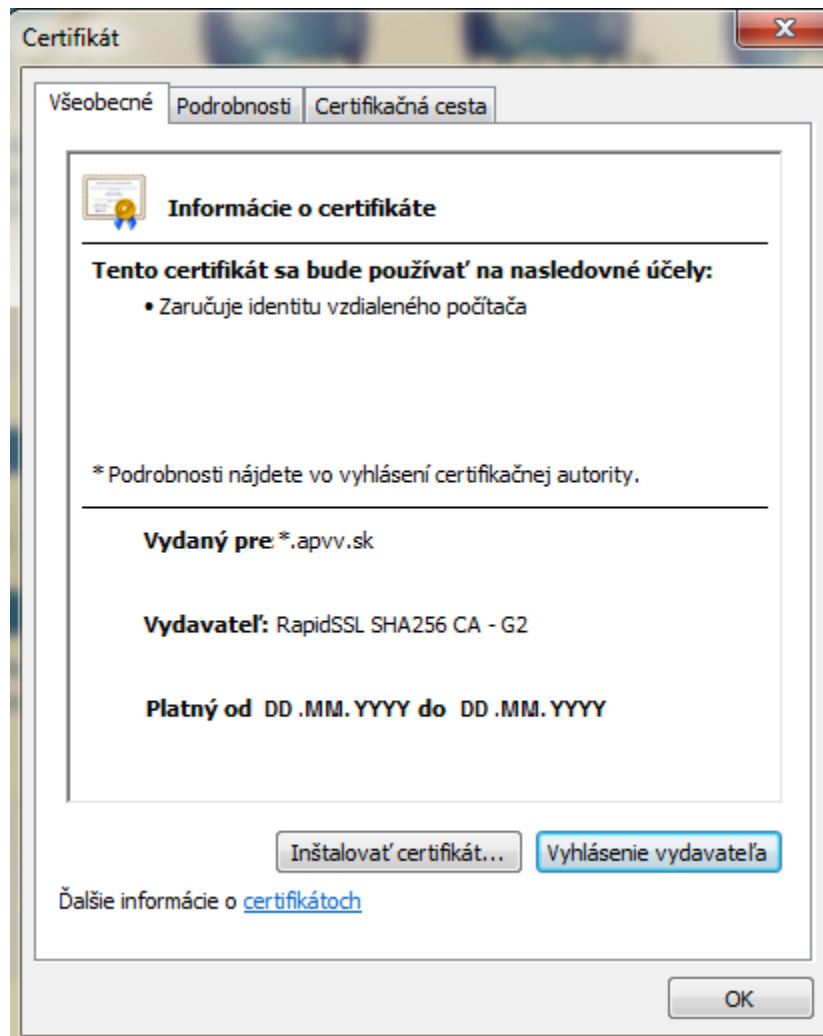 Certifikát
Všeobecné Podrobnosti Certifikačná cesta
Informácie o certifikáte
Tento certifikát sa bude používať na nasledovné účely:
• Zaručuje identitu vzdialeného počítača
* Podrobnosti nájdete vo vyhlásení certifikačnej autority.
Vydaný pre: *.apvv.sk
Vydavateľ: RapidSSL SHA256 CA - G2
Platný od DD .MM. YYYY do DD .MM. YYYY
Inštalovať certifikát... Vyhlásenie vydavateľa
Ďalšie informácie o certifikátoch
OK